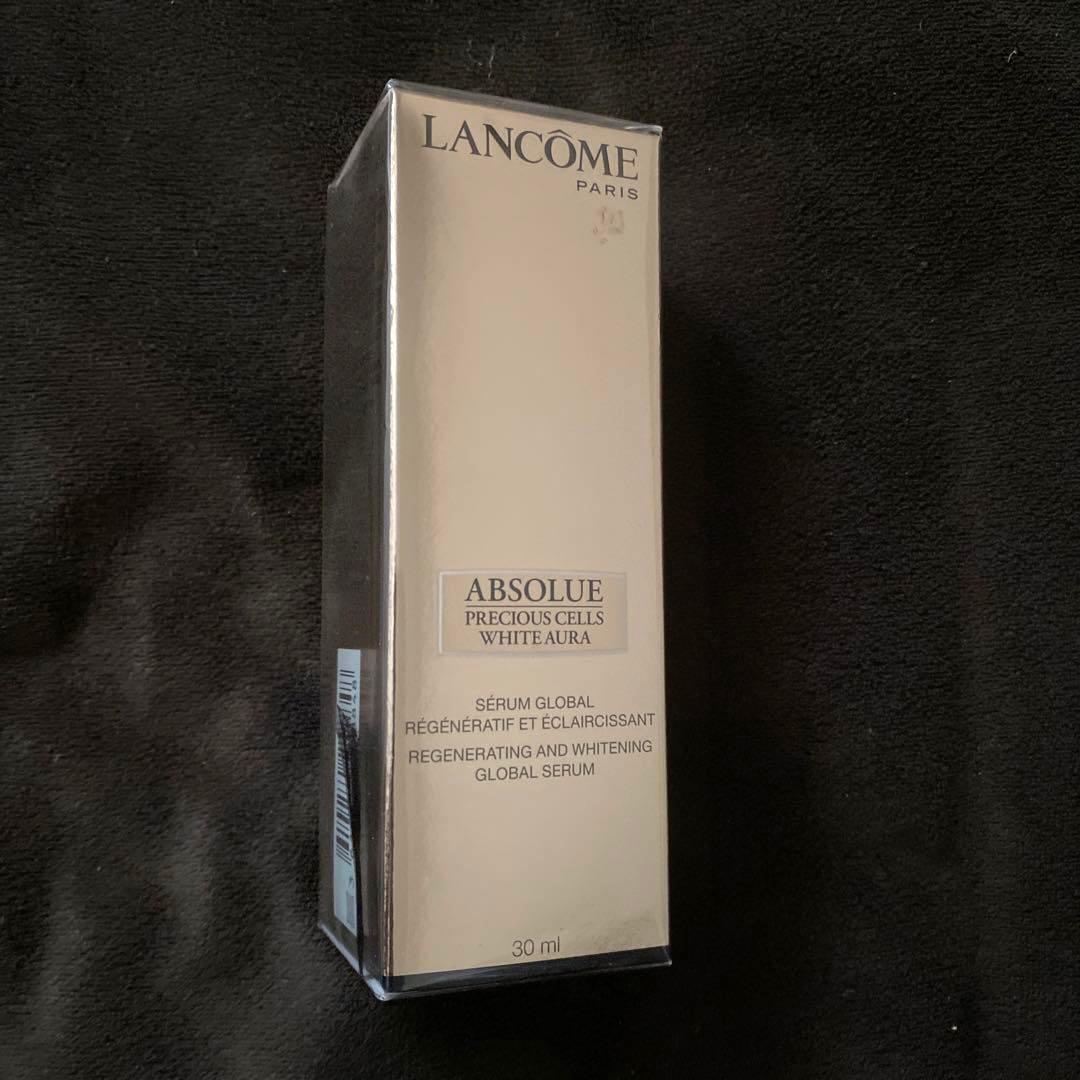 LANCÔME
PARIS
ABSOLUE
PRECIOUS CELLS
WHITE AURA
SÉRUM GLOBAL
RÉGÉNÉRATIF ET ÉCLAIRCISSANT
REGENERATING AND WHITENING
GLOBAL SERUM
30 ml